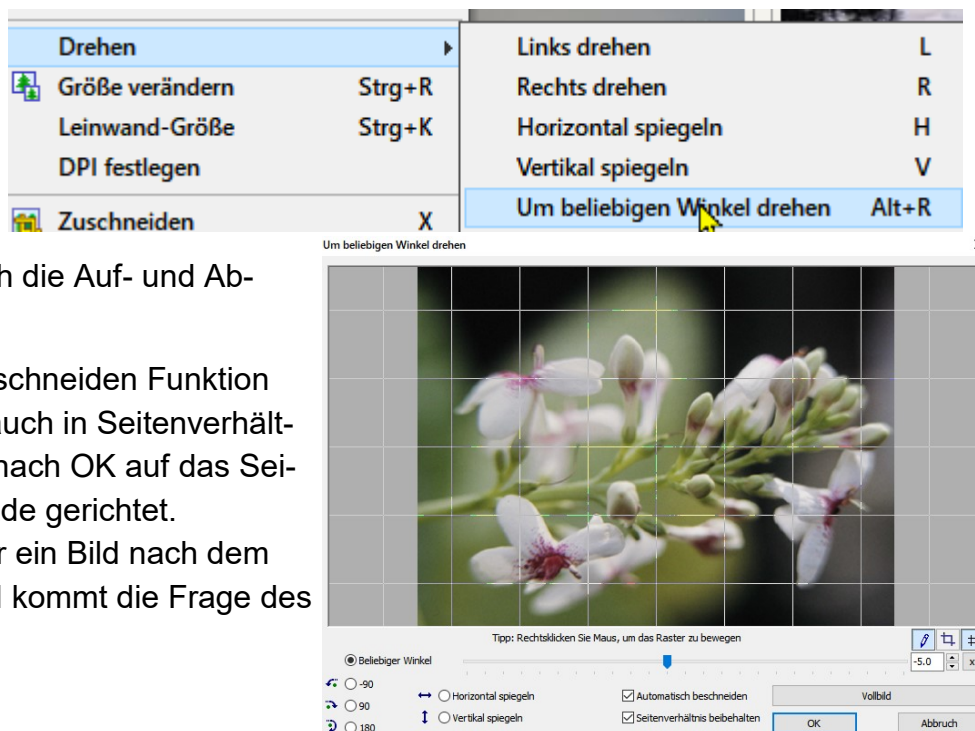 Drehen
Größe verändern Strg+R
Leinwand-Größe Strg+K
DPI festlegen
Zuschneiden X
Links drehen L
Rechts drehen R
Horizontal spiegeln H
Vertikal spiegeln V
Um beliebigen Winkel drehen Alt+R
die Auf- und Ab-
schneiden Funktion
auch in Seitenverhält-
nach OK auf das Sei-
de gerichtet.
ein Bild nach dem
kommt die Frage des
Um beliebigen Winkel drehen
Tipp: Rechtsklicken Sie Maus, um das Raster zu bewegen
Beliebiger Winkel
-5.0
-90
90
180
Horizontal spiegeln
Vertikal spiegeln
Automatisch beschneiden
Seitenverhältnis beibehalten
Vollbild
OK Abbruch